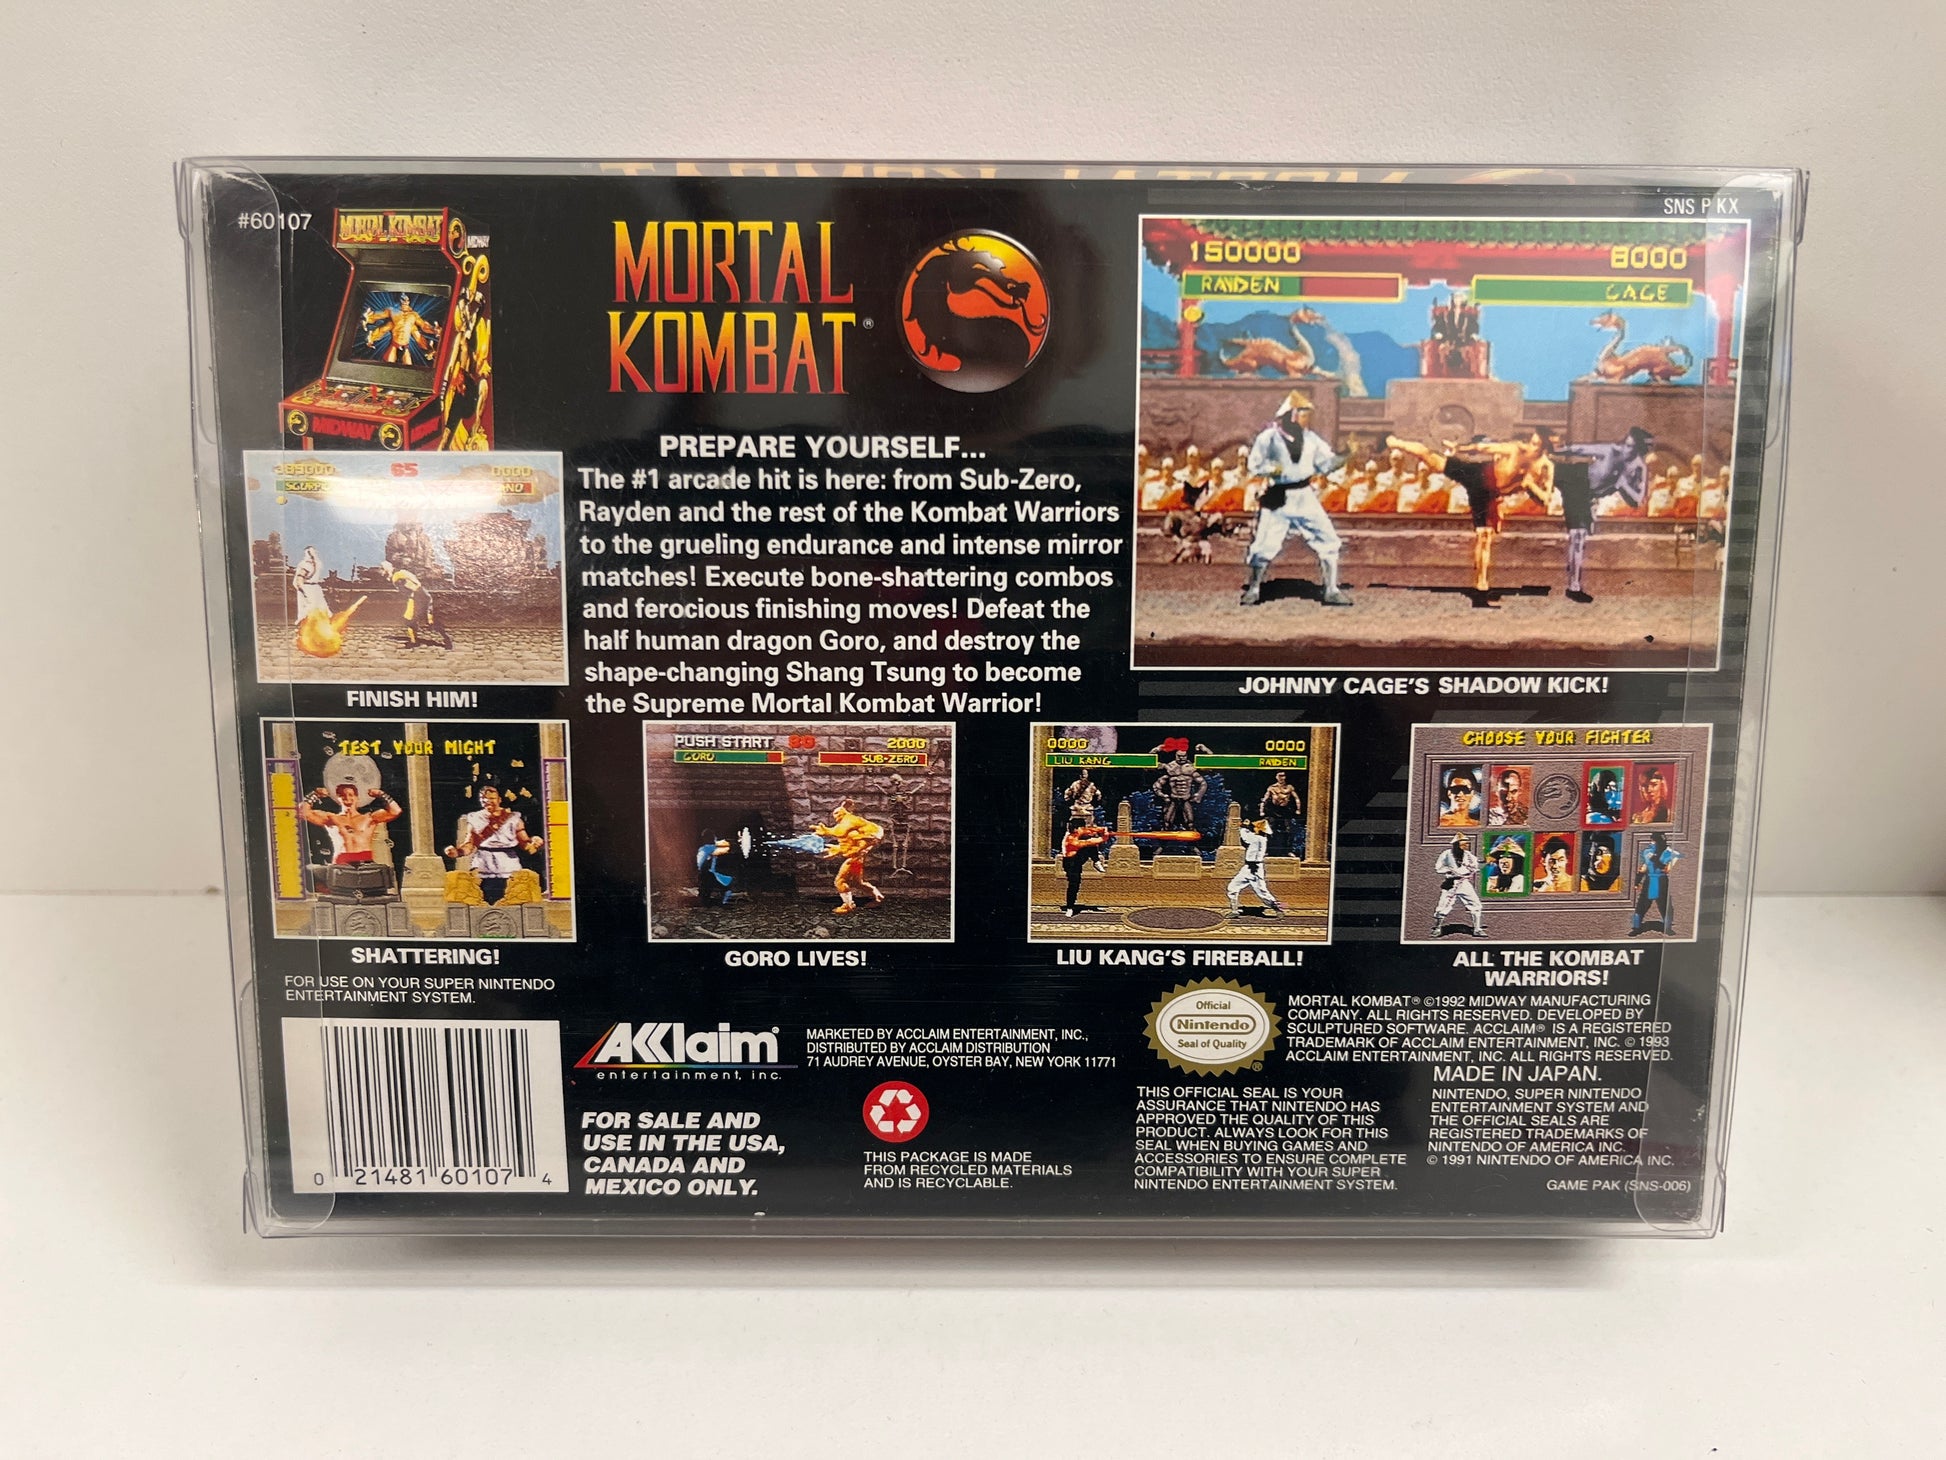 #60107
SNS P KX
MORTAL KOMBAT
MIDWAY
MIDWAY
MORTAL
KOMBAT®
PREPARE YOURSELF...
The #1 arcade hit is here: from Sub-Zero,
Rayden and the rest of the Kombat Warriors
to the grueling endurance and intense mirror
matches! Execute bone-shattering combos
and ferocious finishing moves! Defeat the
half human dragon Goro, and destroy the
shape-changing Shang Tsung to become
the Supreme Mortal Kombat Warrior!
150000 8000
RAYDEN CAGE
JOHNNY CAGE'S SHADOW KICK!
65 0000
FINISH HIM!
TEST YOUR MIGHT
SHATTERING!
PUSH START 2000
GORO SUB-ZERO
GORO LIVES!
0000 0000
LIU KANG RAYDEN
LIU KANG'S FIREBALL!
CHOOSE YOUR FIGHTER
ALL THE KOMBAT
WARRIORS!
FOR USE ON YOUR SUPER NINTENDO
ENTERTAINMENT SYSTEM.
0 21481 60107 4
AKKlaim®
entertainment, inc.
MARKETED BY ACCLAIM ENTERTAINMENT, INC.,
DISTRIBUTED BY ACCLAIM DISTRIBUTION
71 AUDREY AVENUE, OYSTER BAY, NEW YORK 11771
FOR SALE AND
USE IN THE USA,
CANADA AND
MEXICO ONLY.
THIS PACKAGE IS MADE
FROM RECYCLED MATERIALS
AND IS RECYCLABLE.
Official
Nintendo
Seal of Quality
®
THIS OFFICIAL SEAL IS YOUR
ASSURANCE THAT NINTENDO HAS
APPROVED THE QUALITY OF THIS
PRODUCT. ALWAYS LOOK FOR THIS
SEAL WHEN BUYING GAMES AND
ACCESSORIES TO ENSURE COMPLETE
COMPATIBILITY WITH YOUR SUPER
NINTENDO ENTERTAINMENT SYSTEM.
MORTAL KOMBAT® ©1992 MIDWAY MANUFACTURING
COMPANY. ALL RIGHTS RESERVED. DEVELOPED BY
SCULPTURED SOFTWARE. ACCLAIM® IS A REGISTERED
TRADEMARK OF ACCLAIM ENTERTAINMENT, INC. © 1993
ACCLAIM ENTERTAINMENT, INC. ALL RIGHTS RESERVED.
MADE IN JAPAN.
NINTENDO, SUPER NINTENDO
ENTERTAINMENT SYSTEM AND
THE OFFICIAL SEALS ARE
REGISTERED TRADEMARKS OF
NINTENDO OF AMERICA INC.
© 1991 NINTENDO OF AMERICA INC.
GAME PAK (SNS-006)